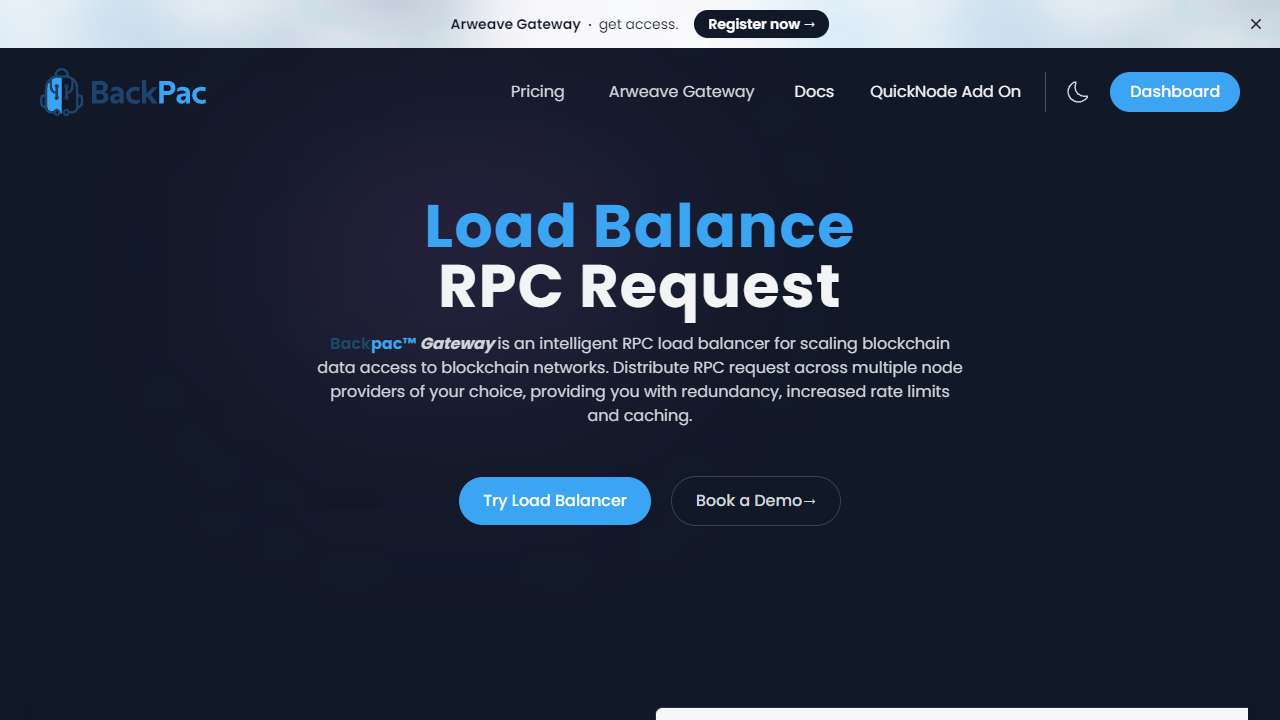 Arweave Gateway · get access. Register now →
BackPac
Pricing Arweave Gateway Docs QuickNode Add On Dashboard
Load Balance
RPC Request
Backpac™ Gateway is an intelligent RPC load balancer for scaling blockchain
data access to blockchain networks. Distribute RPC request across multiple node
providers of your choice, providing you with redundancy, increased rate limits
and caching.
Try Load Balancer Book a Demo→